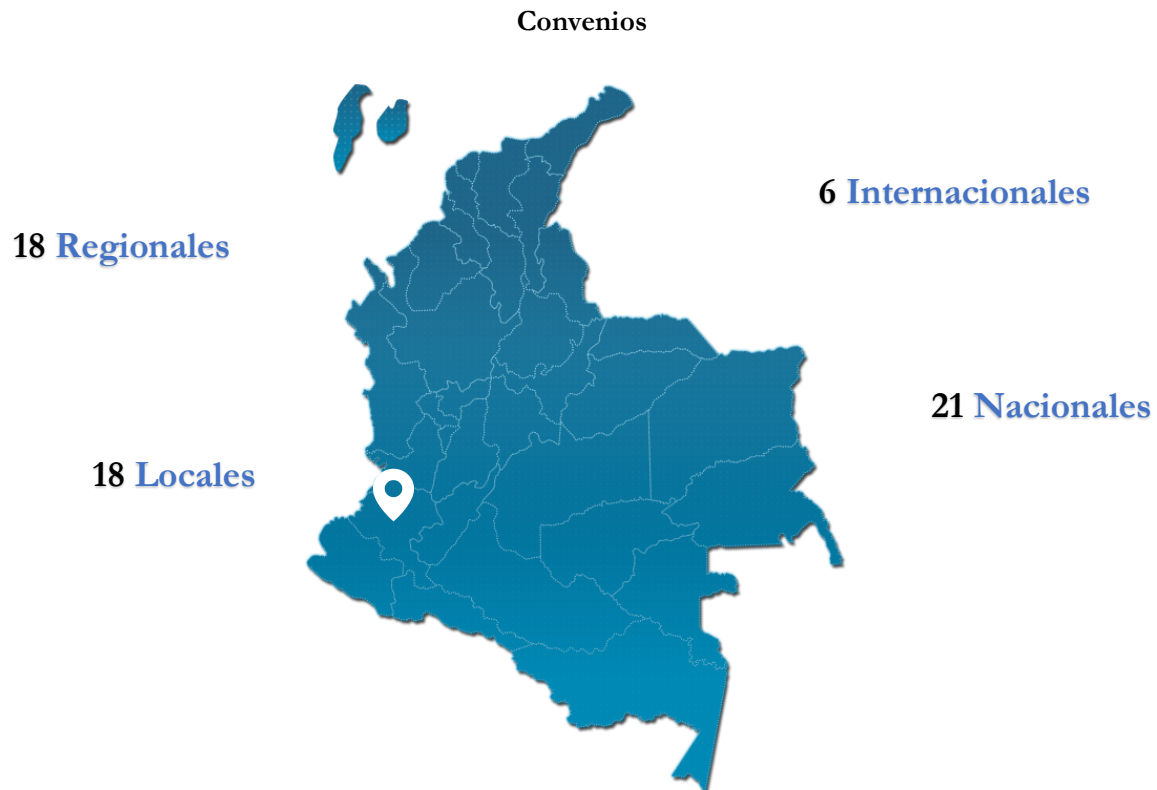 Convenios
6 Internacionales
18 Regionales
21 Nacionales
18 Locales